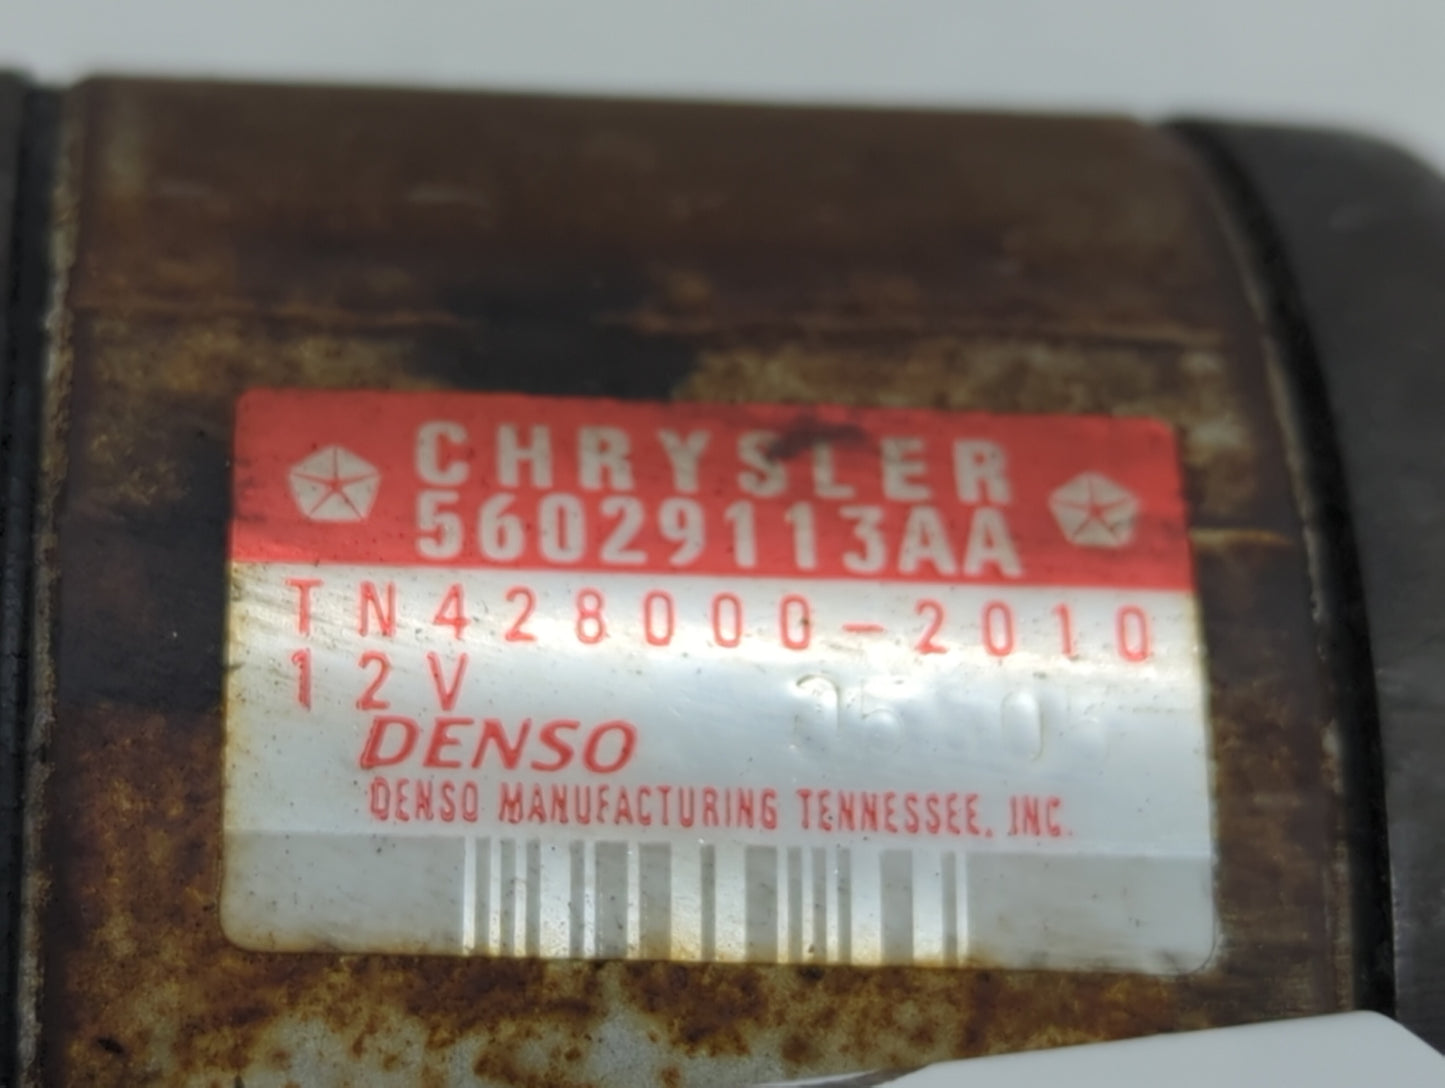 CHRYSLER
56029113AA
TN428000-2010
12V
DENSO
DENSO MANUFACTURING TENNESSEE, INC.